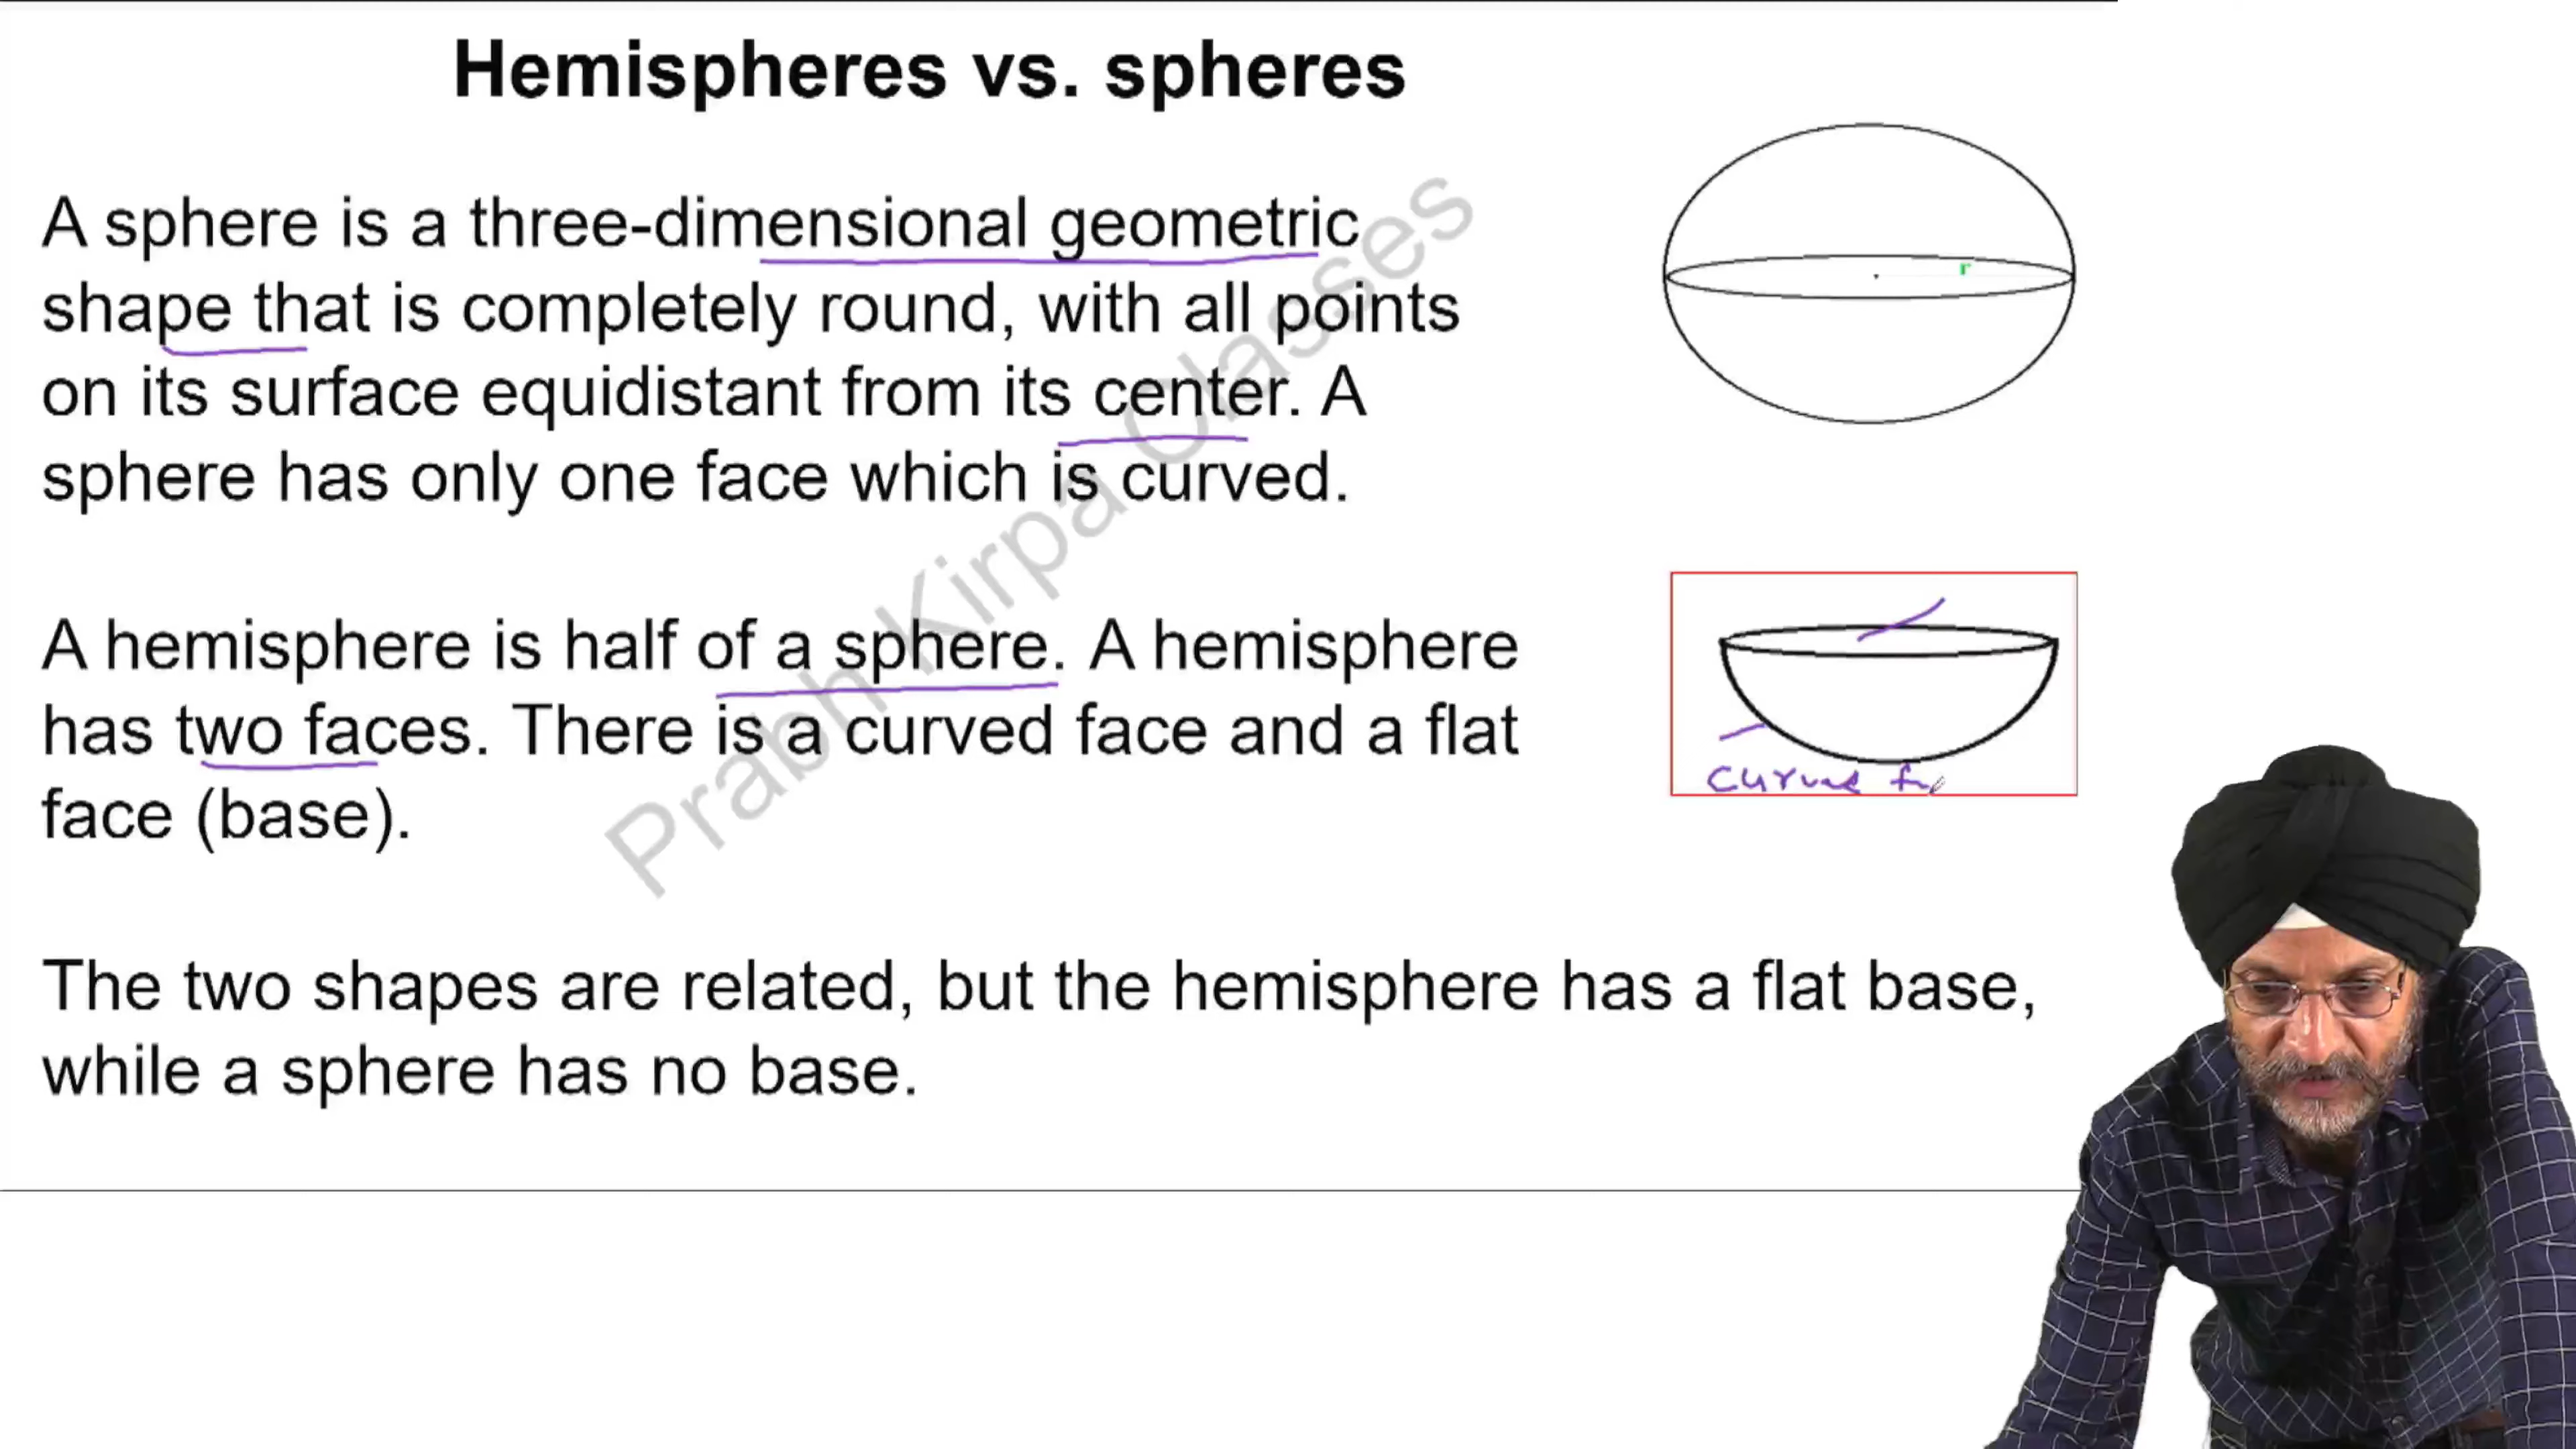 Hemispheres vs. spheres
A sphere is a three-dimensional geometric
shape that is completely round, with all points
on its surface equidistant from its center. A
sphere has only one face which is curved.
r
A hemisphere is half of a sphere. A hemisphere
has two faces. There is a curved face and a flat
face (base).
curved
The two shapes are related, but the hemisphere has a flat base,
while a sphere has no base.
Prabh Kirpa Classes